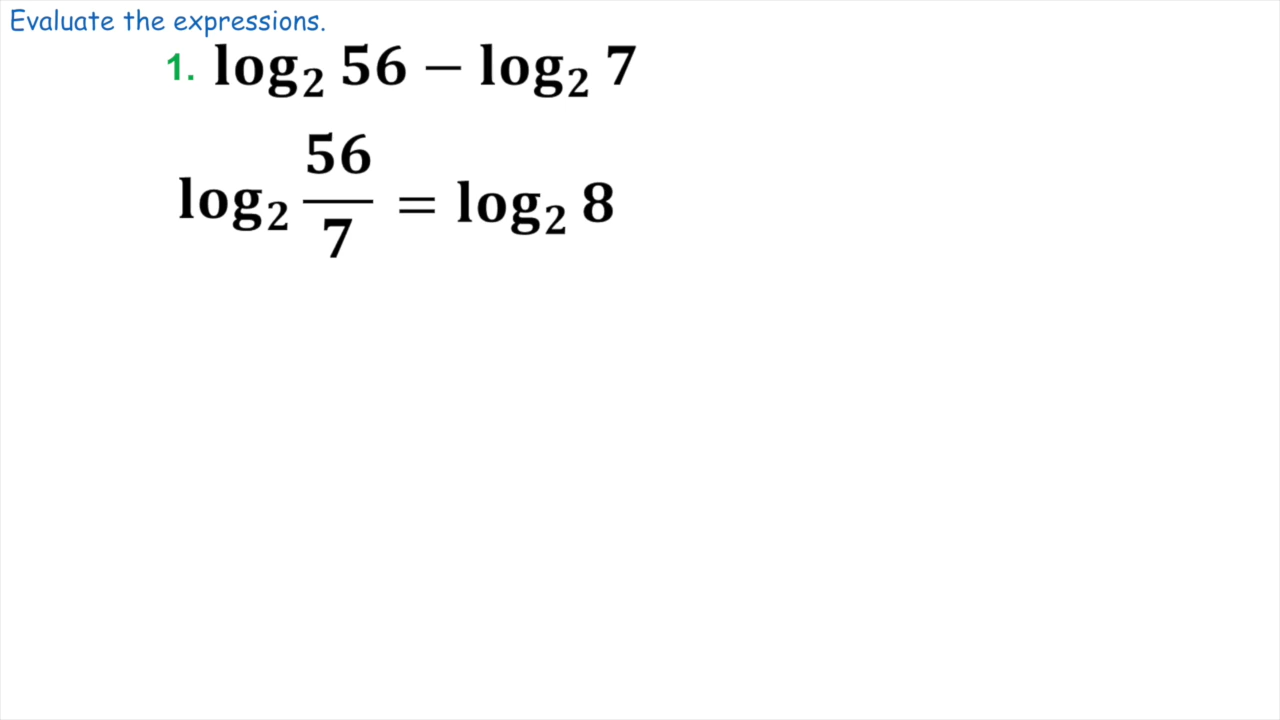 Evaluate the expressions.
1. log₂ 56 − log₂ 7
log₂ 56/7 = log₂ 8